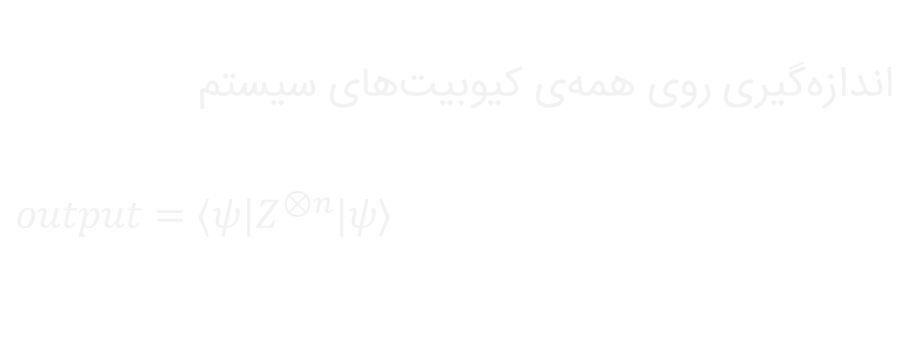 اندازه‌گیری روی همه‌ی کیوبیت‌های سیستم
output = ⟨ψ|Z^{⊗n}|ψ⟩